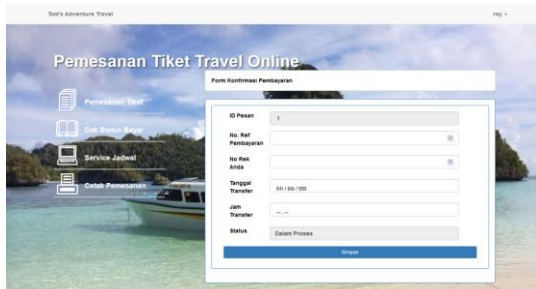 Tom's Adventure Travel
roy
Pemesanan Tiket Travel Online
Form Konfirmasi Pembayaran
Pemesanan Tiket
Cek Status Bayar
Service Jadwal
Cetak Pemesanan
ID Pesan
1
No. Ref
Pembayaran
No Rek
Anda
Tanggal
Transfer
hh / bb / tttt
Jam
Transfer
--.--
Status
Dalam Proses
Simpan